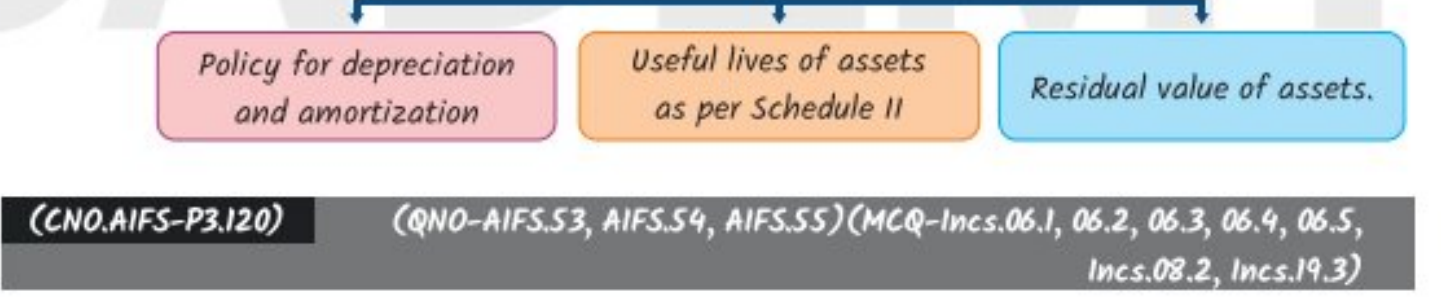 Policy for depreciation
and amortization
Useful lives of assets
as per Schedule II
Residual value of assets.
(CNO.AIFS-P3.120)
(QNO-AIFS.53, AIFS.54, AIFS.55)(MCQ-Incs.06.1, 06.2, 06.3, 06.4, 06.5,
Incs.08.2, Incs.19.3)